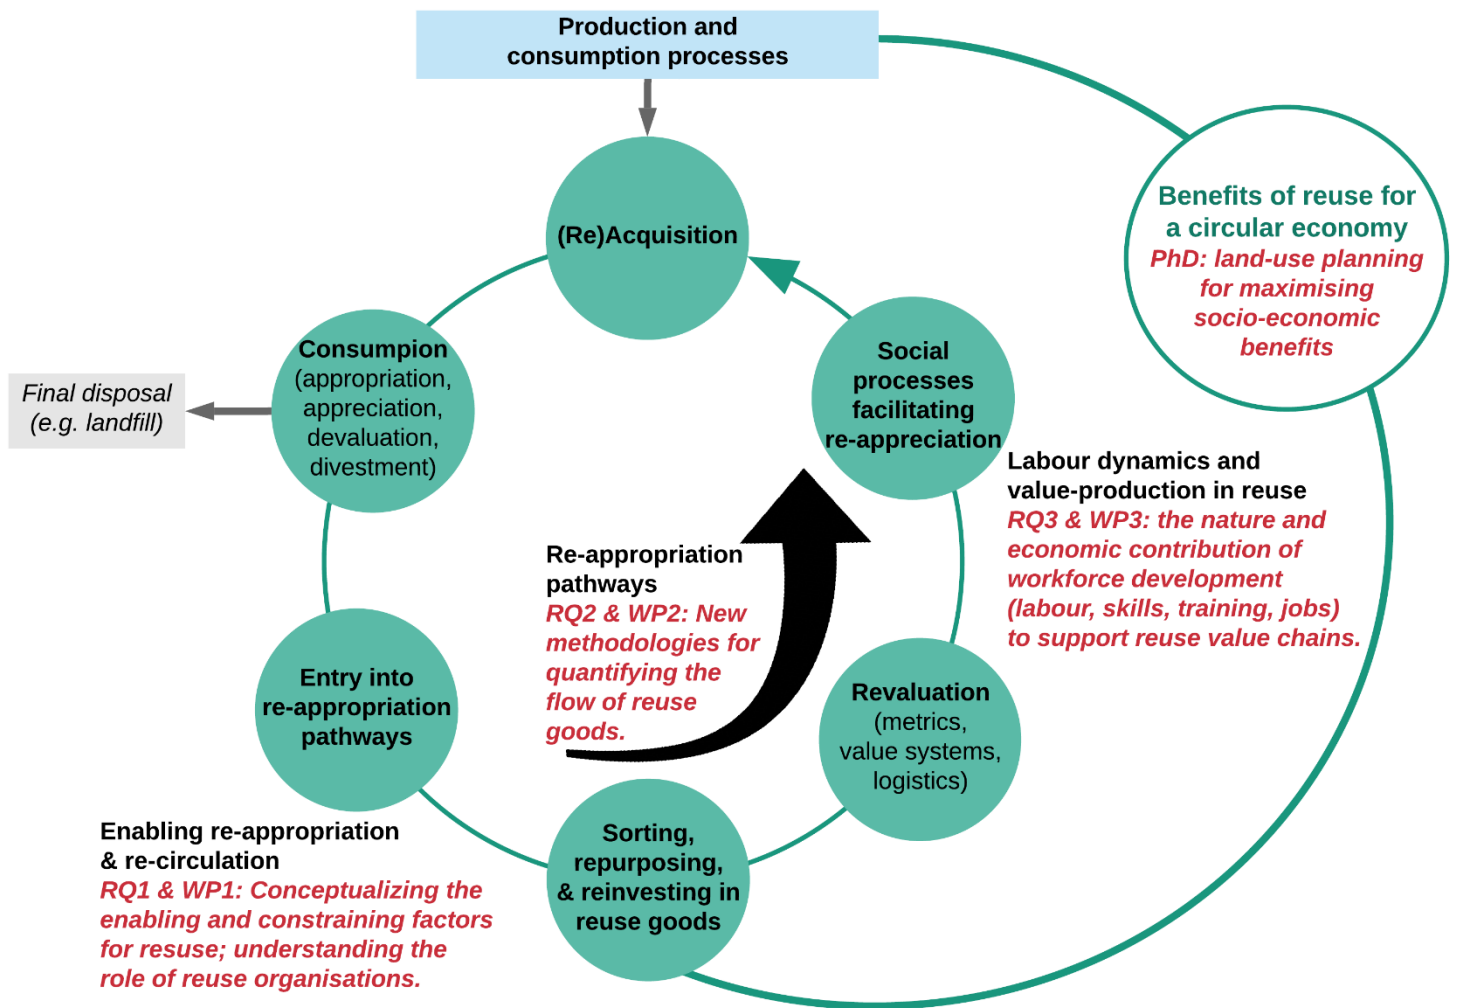 Production and
consumption processes
(Re)Acquisition
Benefits of reuse for
a circular economy
PhD: land-use planning
for maximising
socio-economic
benefits
Consumpion
(appropriation,
appreciation,
devaluation,
divestment)
Final disposal
(e.g. landfill)
Social
processes
facilitating
re-appreciation
Labour dynamics and
value-production in reuse
RQ3 & WP3: the nature and
economic contribution of
workforce development
(labour, skills, training, jobs)
to support reuse value chains.
Re-appropriation
pathways
RQ2 & WP2: New
methodologies for
quantifying the
flow of reuse
goods.
Entry into
re-appropriation
pathways
Revaluation
(metrics,
value systems,
logistics)
Sorting,
repurposing,
& reinvesting in
reuse goods
Enabling re-appropriation
& re-circulation
RQ1 & WP1: Conceptualizing the
enabling and constraining factors
for resuse; understanding the
role of reuse organisations.